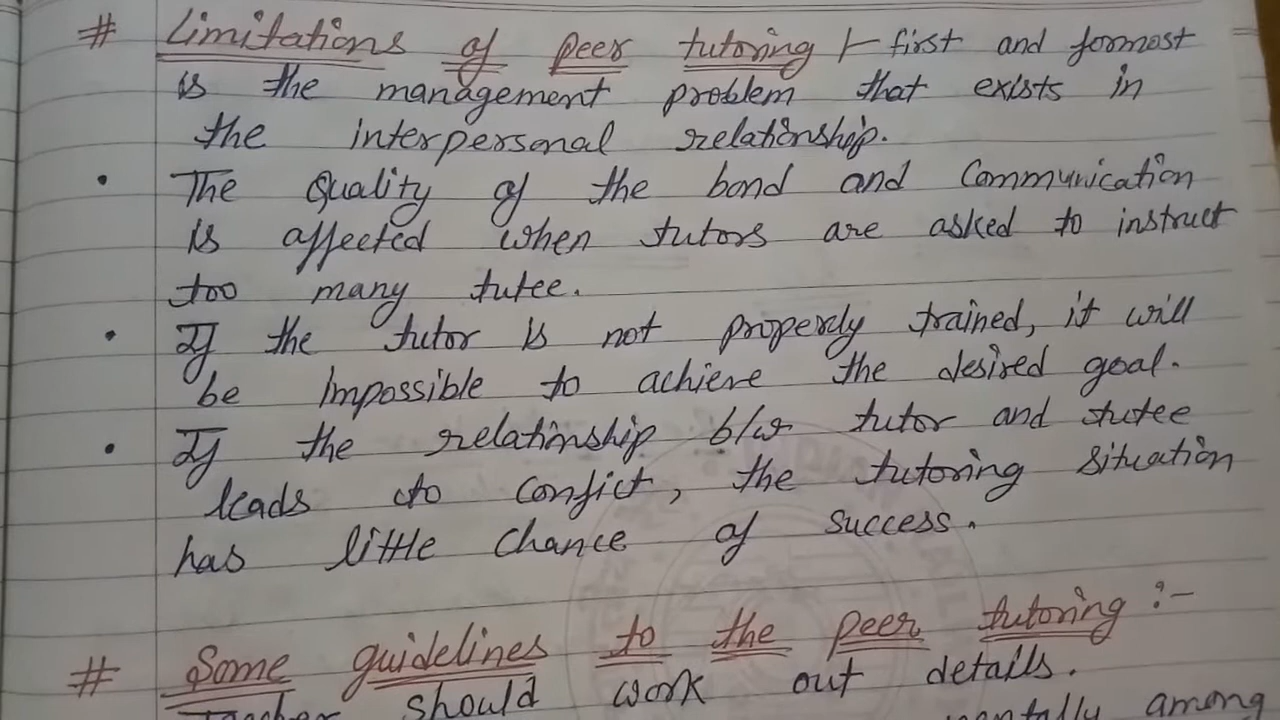 # Limitations of peer tutoring :- first and formost
is the management problem that exists in
the interpersonal relationship.
• The Quality of the bond and Communication
is affected when tutors are asked to instruct
too many tutee.
• If the tutor is not properly trained, it will
be Impossible to achieve the desired goal.
• If the relatinship b/w tutor and tutee
leads to confict, the tutoring situation
has little chance of success.
# Some guidelines to the peer tutoring :-
Teacher should work out details.
among